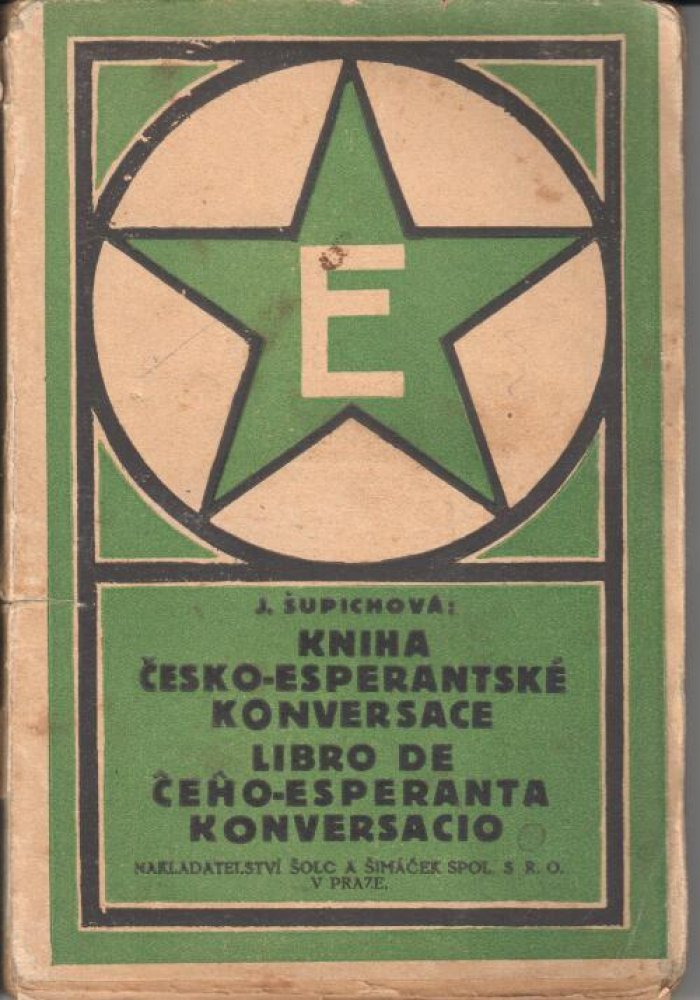 E
J. ŠUPICHOVÁ:
KNIHA
ČESKO-ESPERANTSKÉ
KONVERSACE
LIBRO DE
ĈEĤO-ESPERANTA
KONVERSACIO
NAKLADATELSTVÍ ŠOLC A ŠIMÁČEK SPOL. S R. O.
V PRAZE.